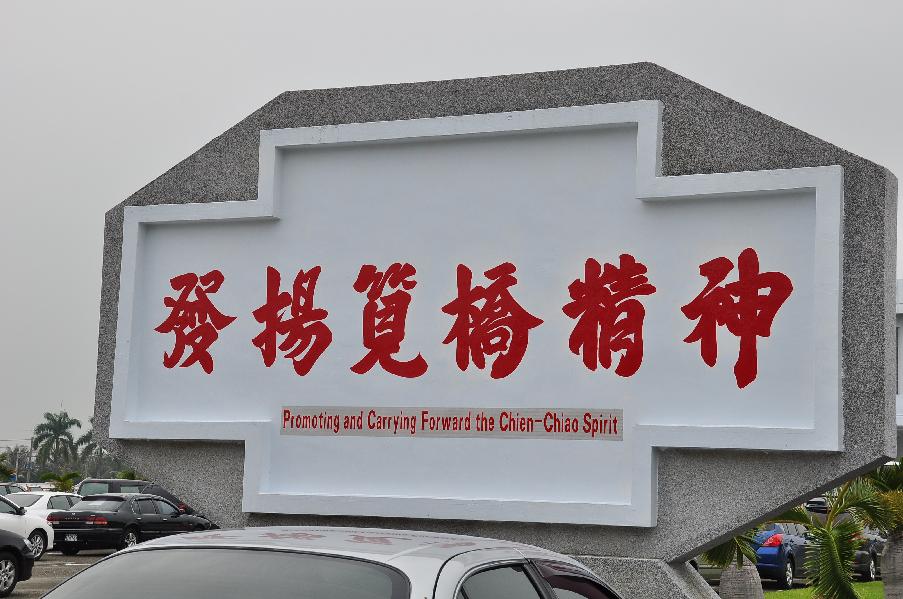 發揚筧橋精神
Promoting and Carrying Forward the Chien-Chiao Spirit